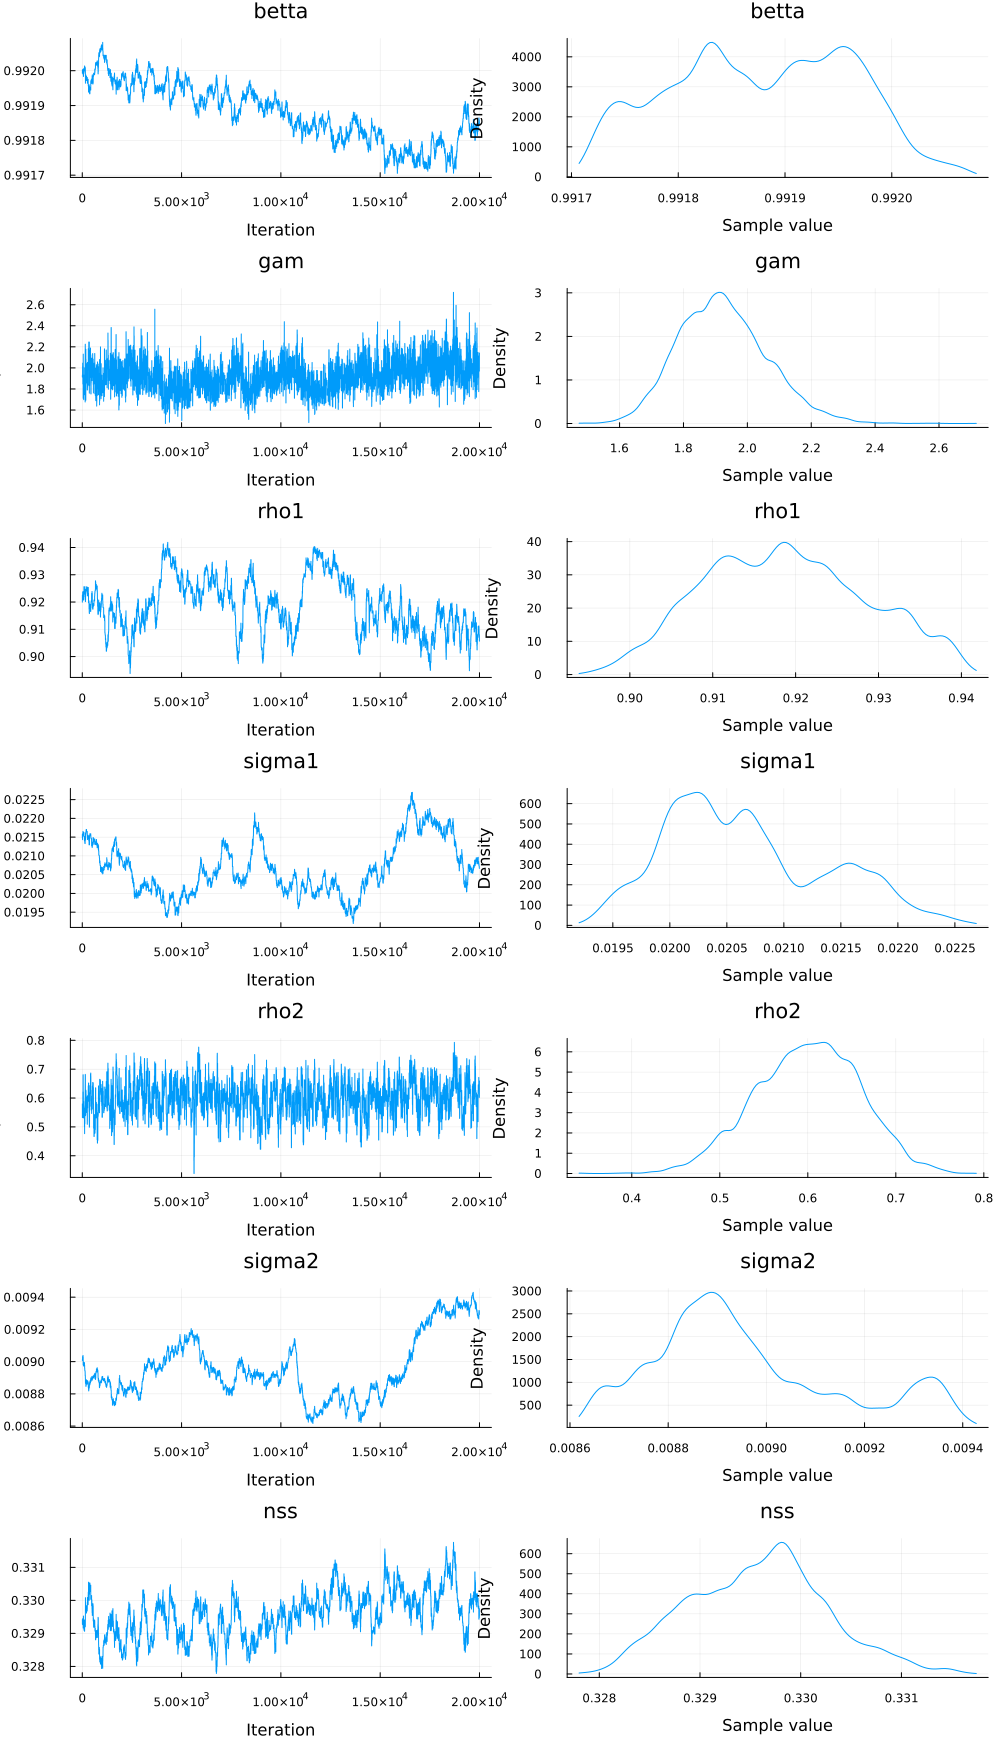 betta betta
0.9920
0.9919
0.9918
0.9917
0 5.00×10³ 1.00×10⁴ 1.50×10⁴ 2.00×10⁴
Iteration
Density
4000
3000
2000
1000
0
0.9917 0.9918 0.9919 0.9920
Sample value
gam gam
2.6
2.4
2.2
2.0
1.8
1.6
0 5.00×10³ 1.00×10⁴ 1.50×10⁴ 2.00×10⁴
Iteration
Density
3
2
1
0
1.6 1.8 2.0 2.2 2.4 2.6
Sample value
rho1 rho1
0.94
0.93
0.92
0.91
0.90
0 5.00×10³ 1.00×10⁴ 1.50×10⁴ 2.00×10⁴
Iteration
Density
40
30
20
10
0
0.90 0.91 0.92 0.93 0.94
Sample value
sigma1 sigma1
0.0225
0.0220
0.0215
0.0210
0.0205
0.0200
0.0195
0 5.00×10³ 1.00×10⁴ 1.50×10⁴ 2.00×10⁴
Iteration
Density
600
500
400
300
200
100
0
0.0195 0.0200 0.0205 0.0210 0.0215 0.0220 0.0225
Sample value
rho2 rho2
0.8
0.7
0.6
0.5
0.4
0 5.00×10³ 1.00×10⁴ 1.50×10⁴ 2.00×10⁴
Iteration
Density
6
5
4
3
2
1
0
0.4 0.5 0.6 0.7 0.8
Sample value
sigma2 sigma2
0.0094
0.0092
0.0090
0.0088
0.0086
0 5.00×10³ 1.00×10⁴ 1.50×10⁴ 2.00×10⁴
Iteration
Density
3000
2500
2000
1500
1000
500
0.0086 0.0088 0.0090 0.0092 0.0094
Sample value
nss nss
0.331
0.330
0.329
0.328
0 5.00×10³ 1.00×10⁴ 1.50×10⁴ 2.00×10⁴
Iteration
Density
600
500
400
300
200
100
0
0.328 0.329 0.330 0.331
Sample value